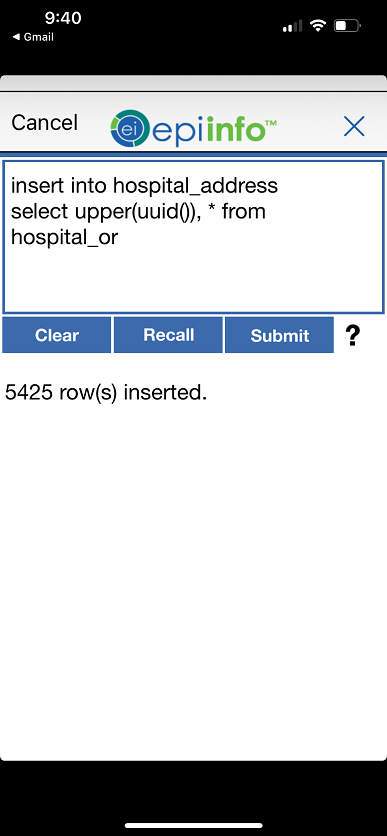 9:40
◀ Gmail
Cancel
ei epiinfo™
insert into hospital_address
select upper(uuid()), * from
hospital_or
Clear Recall Submit ?
5425 row(s) inserted.